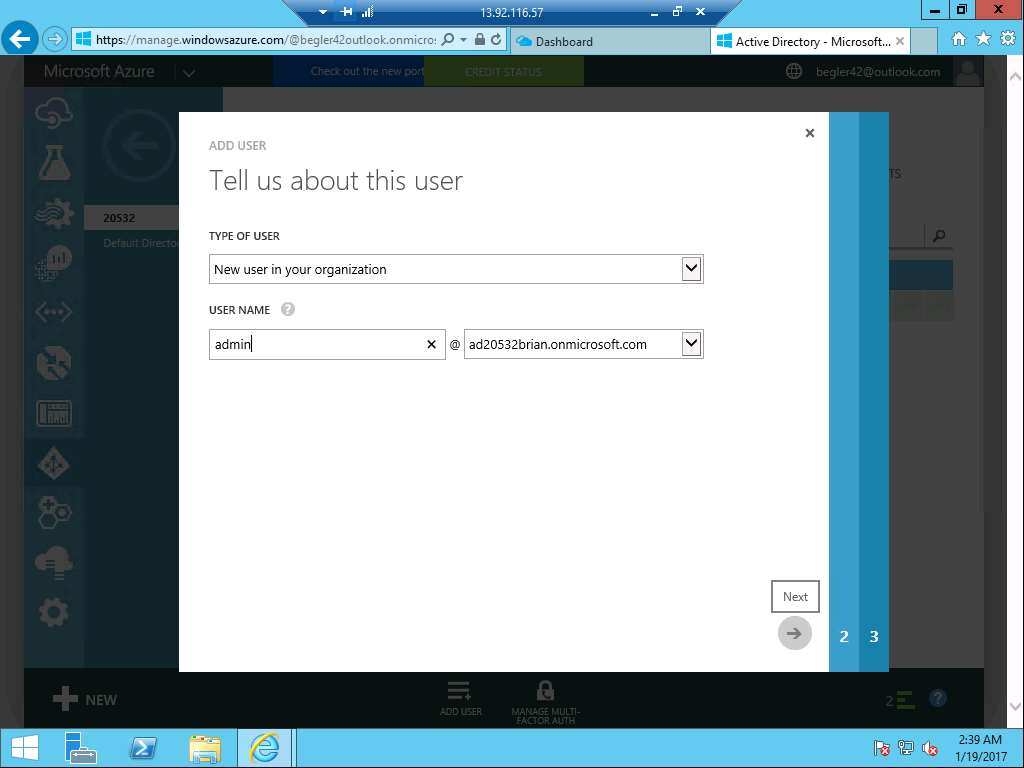 13.92.116.57
https://manage.windowsazure.com/@begler42outlook.onmicros
Dashboard
Active Directory - Microsoft...
Microsoft Azure
Check out the new port
CREDIT STATUS
begler42@outlook.com
20532
Default Directo
TS
ADD USER
Tell us about this user
TYPE OF USER
New user in your organization
USER NAME ?
admin @ ad20532brian.onmicrosoft.com
Next
2 3
NEW
ADD USER
MANAGE MULTI-
FACTOR AUTH
2 ?
2:39 AM
1/19/2017